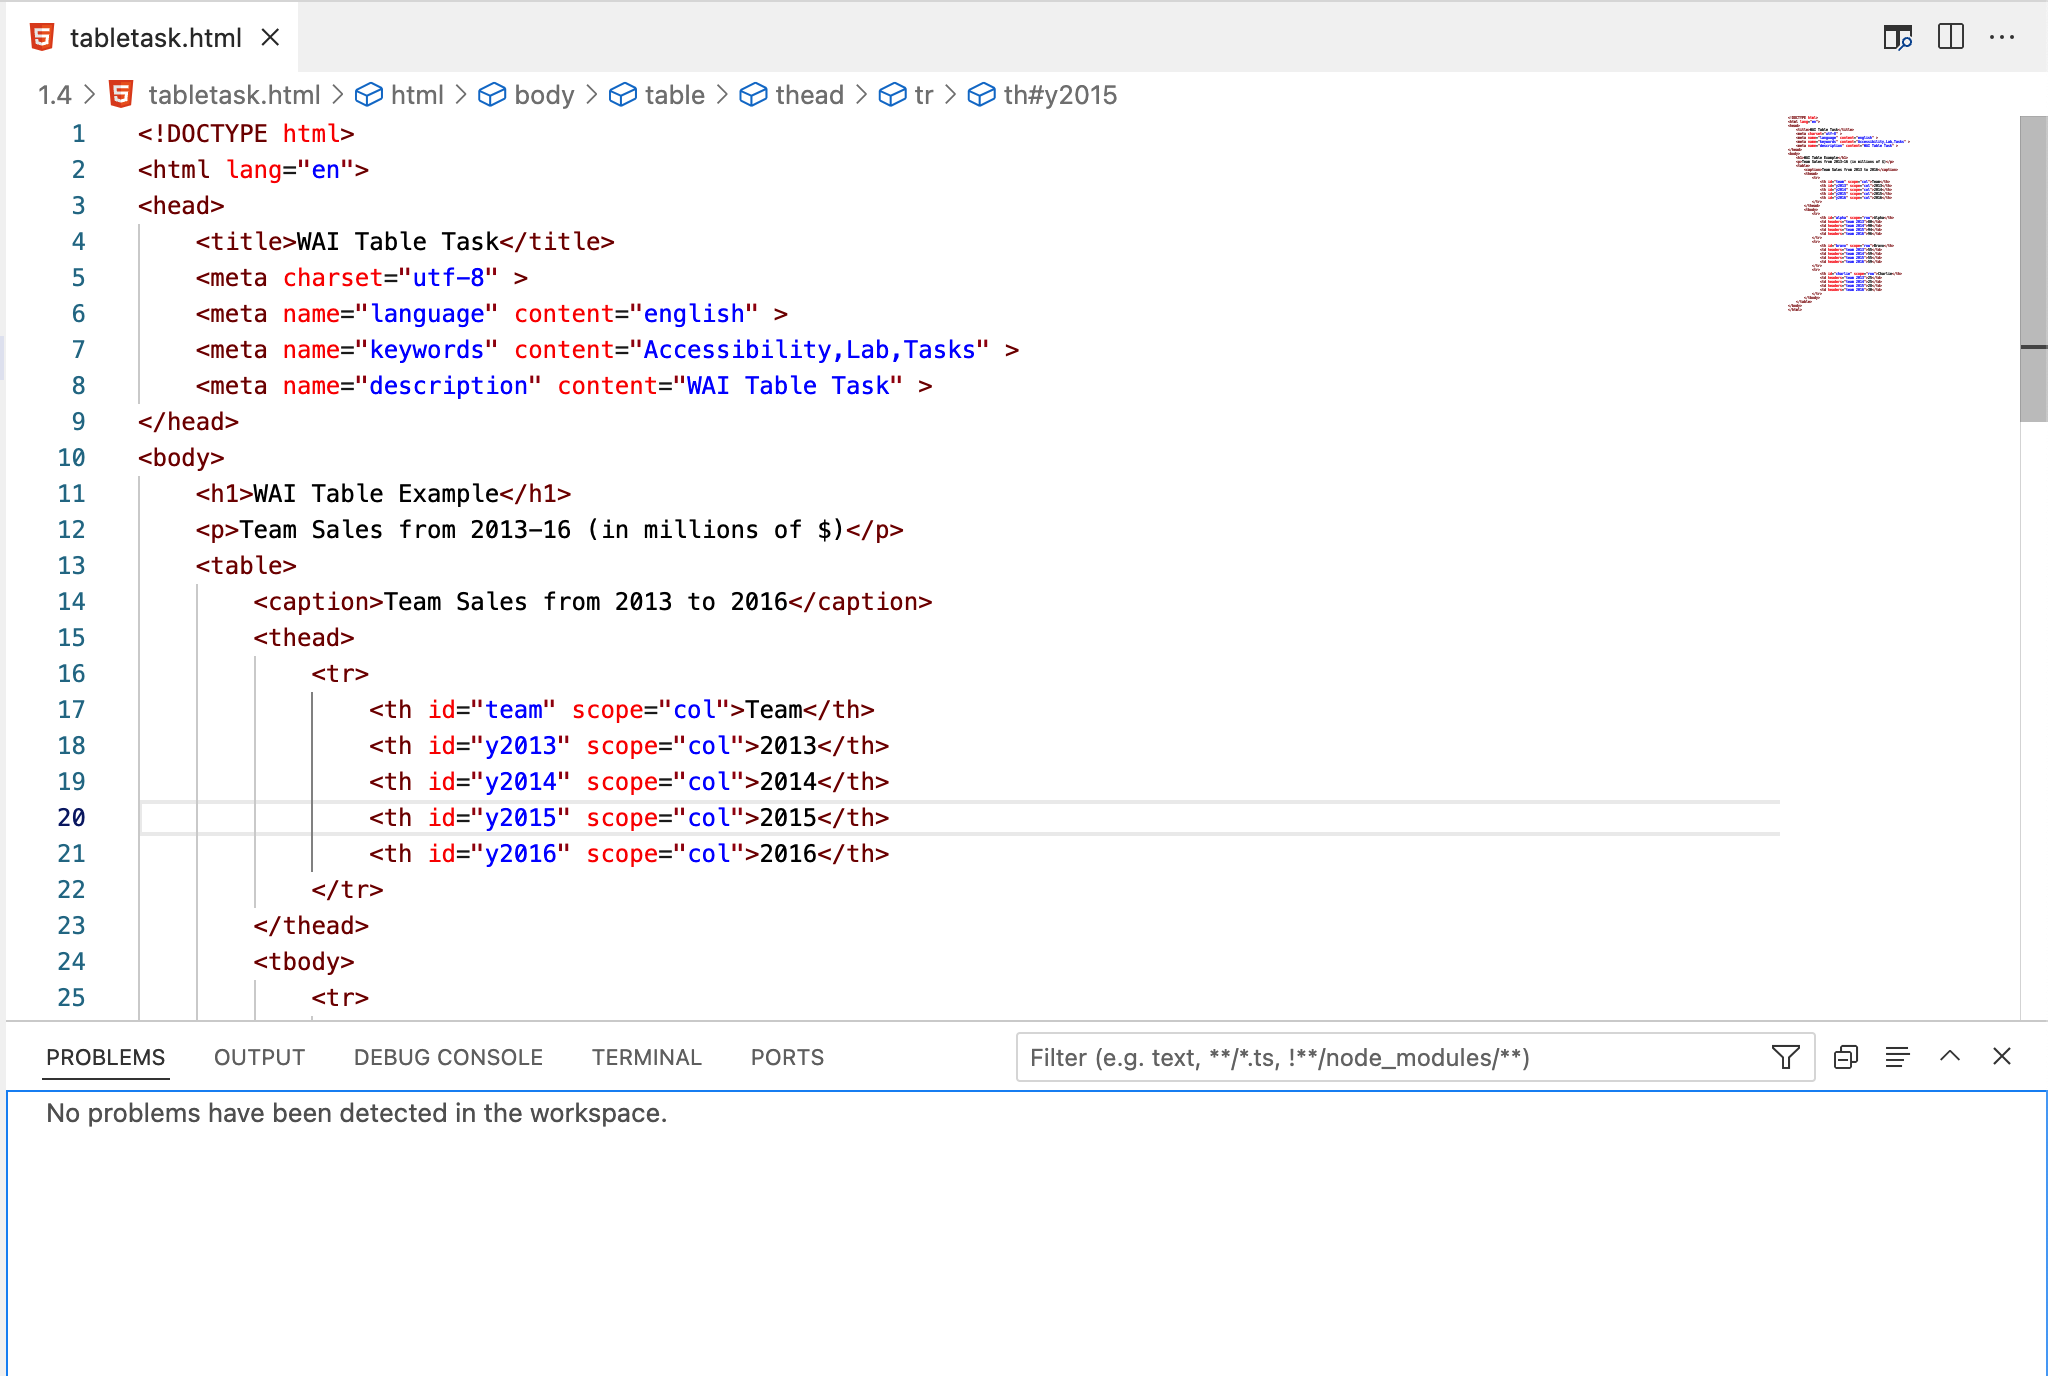 tabletask.html
1.4 > tabletask.html > html > body > table > thead > tr > th#y2015
1 <!DOCTYPE html>
2 <html lang="en">
3 <head>
4 <title>WAI Table Task</title>
5 <meta charset="utf-8" >
6 <meta name="language" content="english" >
7 <meta name="keywords" content="Accessibility,Lab,Tasks" >
8 <meta name="description" content="WAI Table Task" >
9 </head>
10 <body>
11 <h1>WAI Table Example</h1>
12 <p>Team Sales from 2013-16 (in millions of $)</p>
13 <table>
14 <caption>Team Sales from 2013 to 2016</caption>
15 <thead>
16 <tr>
17 <th id="team" scope="col">Team</th>
18 <th id="y2013" scope="col">2013</th>
19 <th id="y2014" scope="col">2014</th>
20 <th id="y2015" scope="col">2015</th>
21 <th id="y2016" scope="col">2016</th>
22 </tr>
23 </thead>
24 <tbody>
25 <tr>
PROBLEMS OUTPUT DEBUG CONSOLE TERMINAL PORTS Filter (e.g. text, **/*.ts, !**/node_modules/**)
No problems have been detected in the workspace.